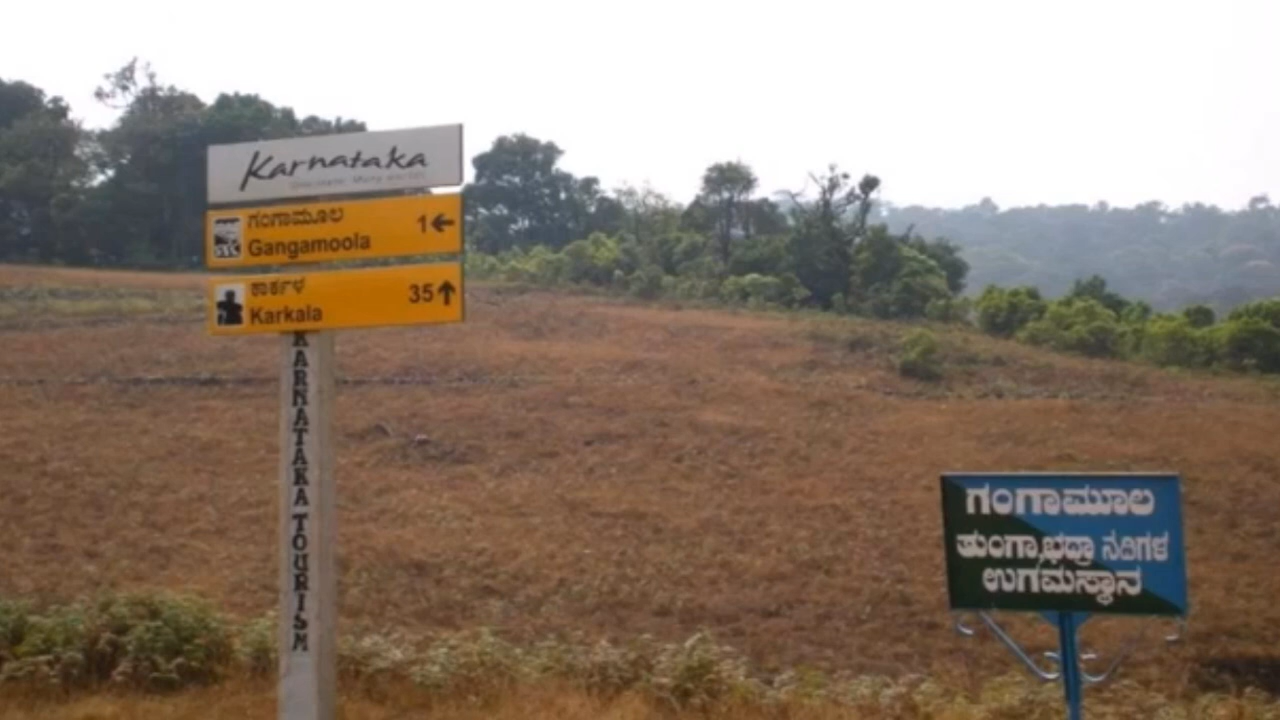 Karnataka
ಗಂಗಾಮೂಲ
Gangamoola 1←
ಕಾರ್ಕಳ
Karkala 35↑
KARNATAKA TOURISM
ಗಂಗಾಮೂಲ
ತುಂಗಾ,ಭದ್ರಾ ನದಿಗಳ
ಉಗಮಸ್ಥಾನ